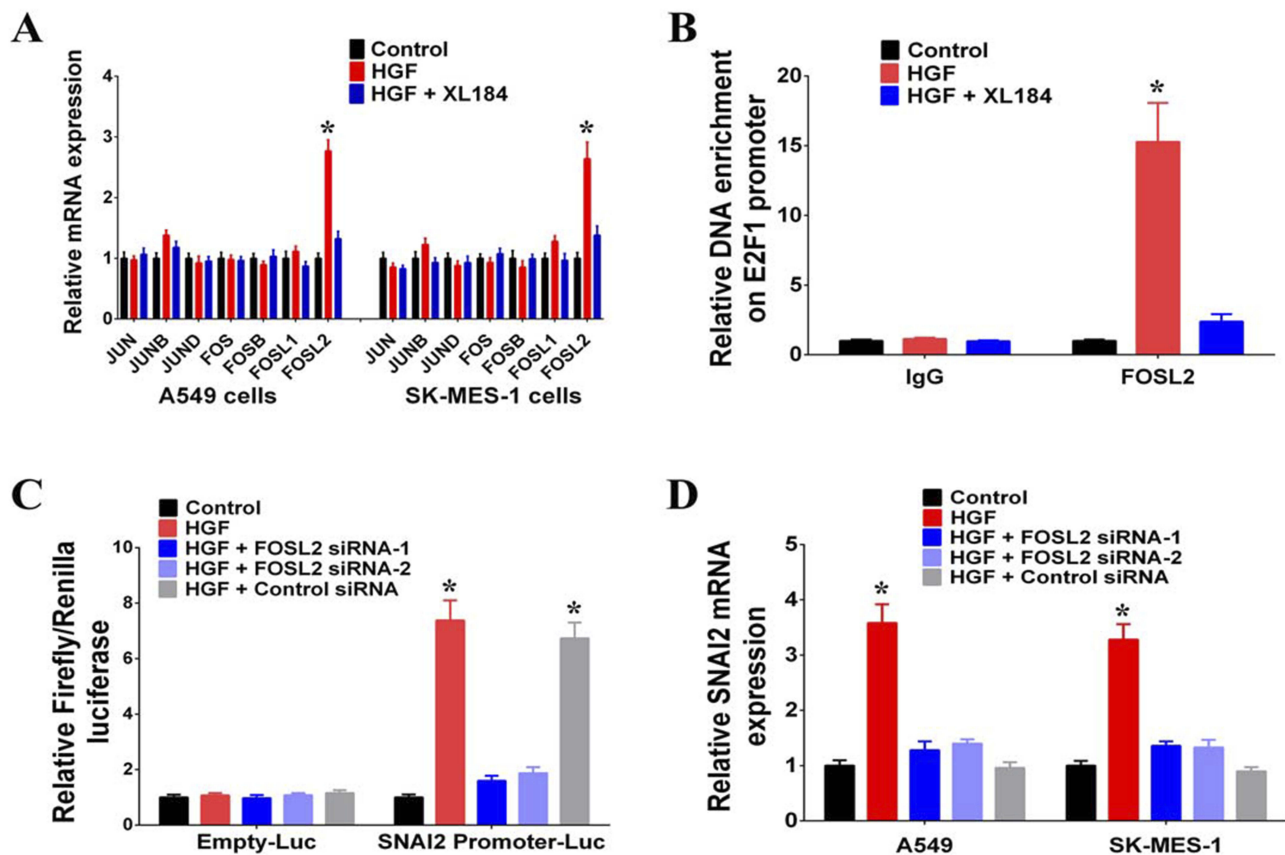 A
Control
HGF
HGF + XL184
Relative mRNA expression
4
3
2
1
0
*
*
JUN JUNB JUND FOS FOSB FOSL1 FOSL2 JUN JUNB JUND FOS FOSB FOSL1 FOSL2
A549 cells SK-MES-1 cells
B
Control
HGF
HGF + XL184
Relative DNA enrichment
on E2F1 promoter
20
15
10
5
0
*
IgG FOSL2
C
Control
HGF
HGF + FOSL2 siRNA-1
HGF + FOSL2 siRNA-2
HGF + Control siRNA
Relative Firefly/Renilla
luciferase
10
8
6
4
2
0
*
*
Empty-Luc SNAI2 Promoter-Luc
D
Control
HGF
HGF + FOSL2 siRNA-1
HGF + FOSL2 siRNA-2
HGF + Control siRNA
Relative SNAI2 mRNA
expression
5
4
3
2
1
0
*
*
A549 SK-MES-1